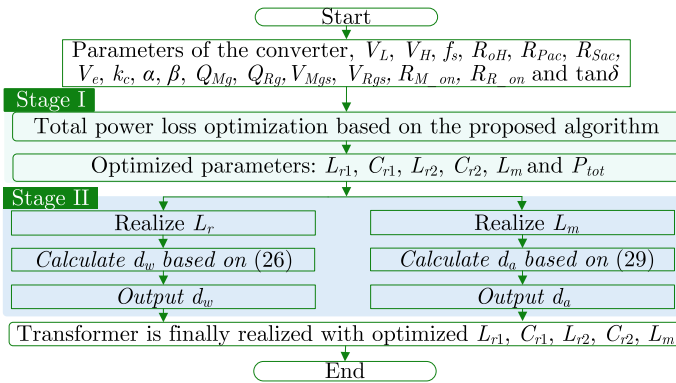 Start
Parameters of the converter, V_L, V_H, f_s, R_oH, R_Pac, R_Sac,
V_e, k_c, α, β, Q_Mg, Q_Rg, V_Mgs, V_Rgs, R_M_on, R_R_on and tanδ
Stage I
Total power loss optimization based on the proposed algorithm
Optimized parameters: L_r1, C_r1, L_r2, C_r2, L_m and P_tot
Stage II
Realize L_r
Realize L_m
Calculate d_w based on (26)
Calculate d_a based on (29)
Output d_w
Output d_a
Transformer is finally realized with optimized L_r1, C_r1, L_r2, C_r2, L_m
End